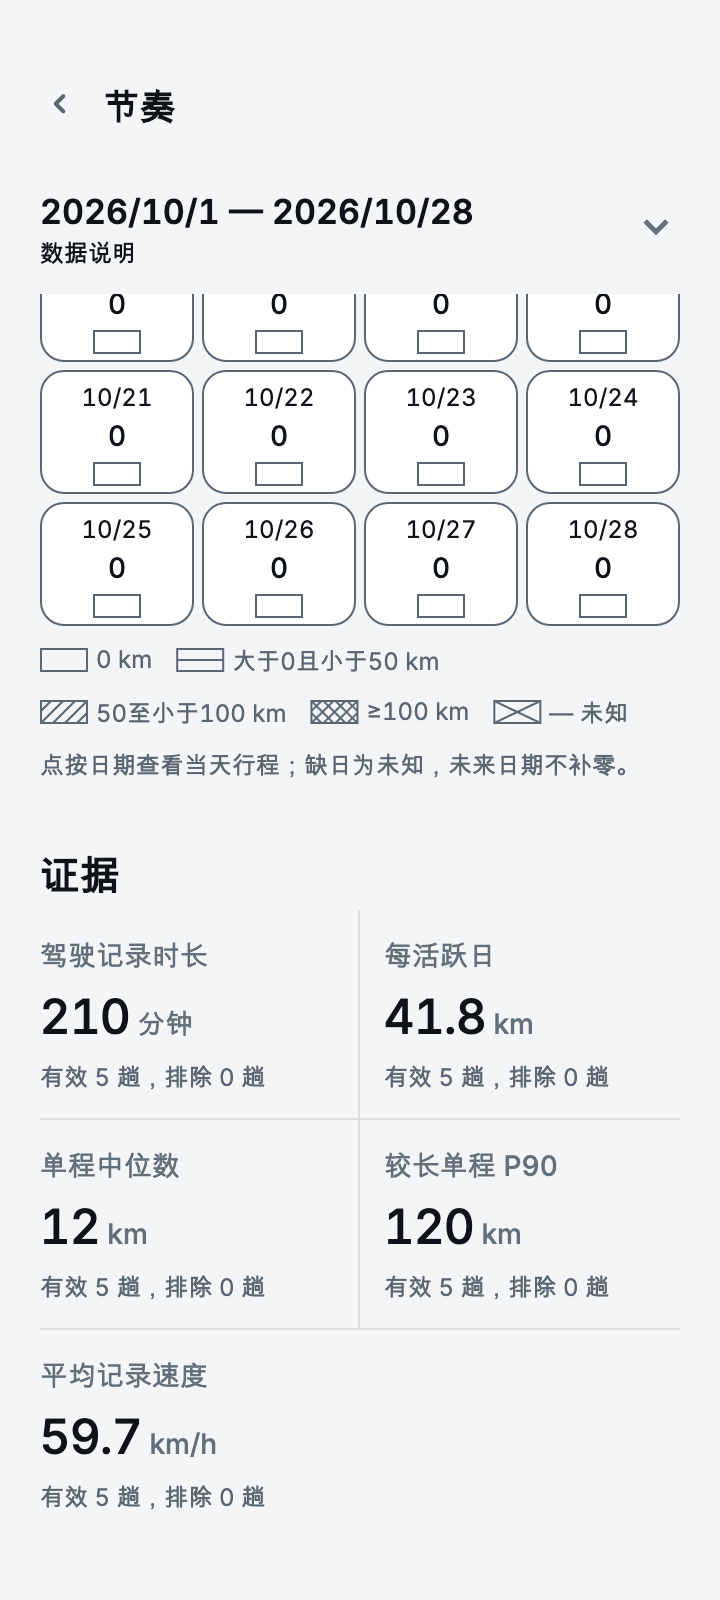 节奏
2026/10/1 — 2026/10/28
数据说明
0 0 0 0
10/21 10/22 10/23 10/24
0 0 0 0
10/25 10/26 10/27 10/28
0 0 0 0
0 km 大于0且小于50 km
50至小于100 km ≥100 km — 未知
点按日期查看当天行程；缺日为未知，未来日期不补零。
证据
驾驶记录时长 每活跃日
210 分钟 41.8 km
有效 5 趟，排除 0 趟 有效 5 趟，排除 0 趟
单程中位数 较长单程 P90
12 km 120 km
有效 5 趟，排除 0 趟 有效 5 趟，排除 0 趟
平均记录速度
59.7 km/h
有效 5 趟，排除 0 趟